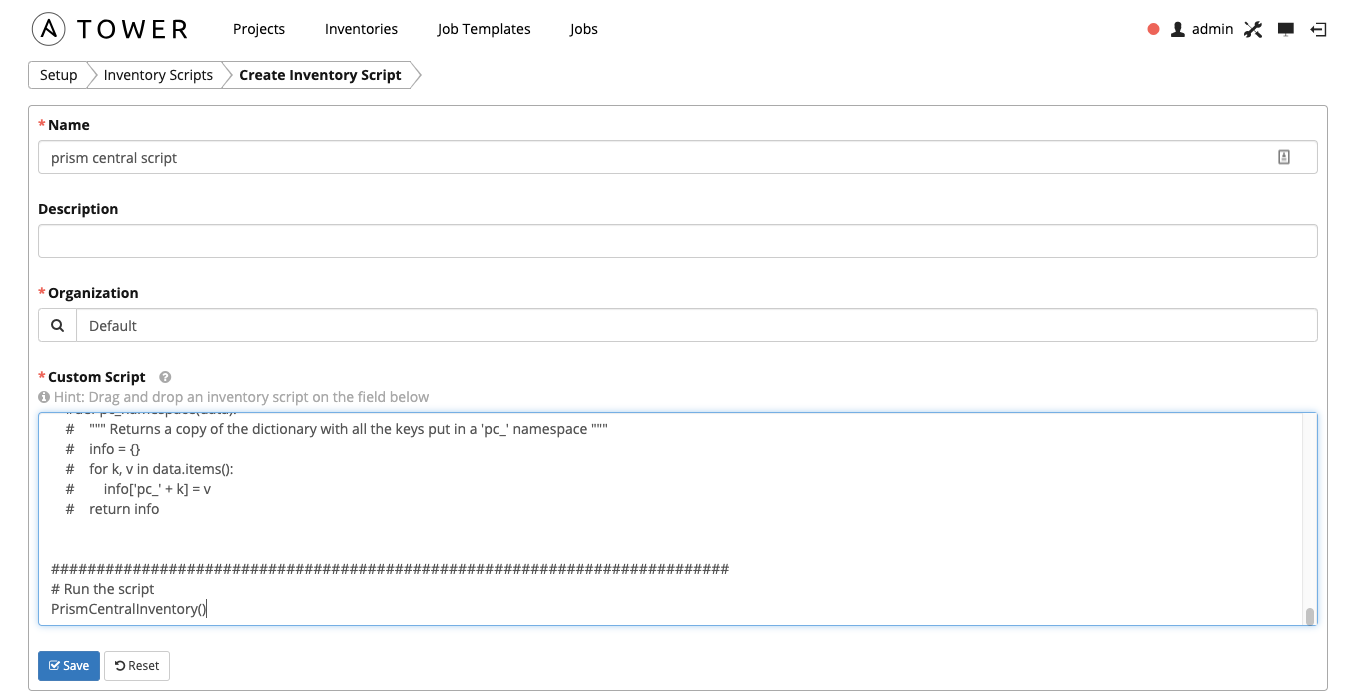 TOWER Projects Inventories Job Templates Jobs admin
Setup Inventory Scripts Create Inventory Script
* Name
prism central script
Description
* Organization
Default
* Custom Script
Hint: Drag and drop an inventory script on the field below
#def pc_namespace(data):
# """ Returns a copy of the dictionary with all the keys put in a 'pc_' namespace """
# info = {}
# for k, v in data.items():
# info['pc_' + k] = v
# return info
###########################################################################
# Run the script
PrismCentralInventory()
Save Reset